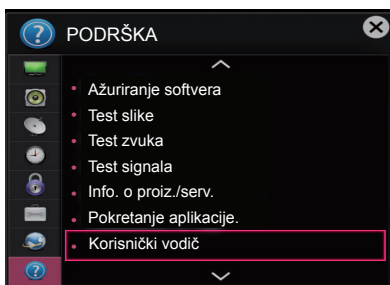 PODRŠKA
Ažuriranje softvera
Test slike
Test zvuka
Test signala
Info. o proiz./serv.
Pokretanje aplikacije.
Korisnički vodič